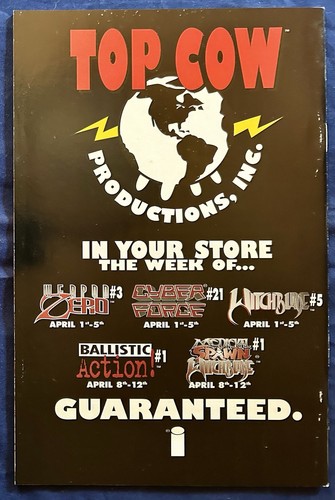 TOP COW
PRODUCTIONS, INC.
IN YOUR STORE
THE WEEK OF...
WEAPON ZERO #3
APRIL 1st-5th
CYBER FORCE #21
APRIL 1st-5th
WITCHBLADE #5
APRIL 1st-5th
BALLISTIC Action! #1
APRIL 8th-12th
MEDIEVAL SPAWN WITCHBLADE #1
APRIL 8th-12th
GUARANTEED.
i